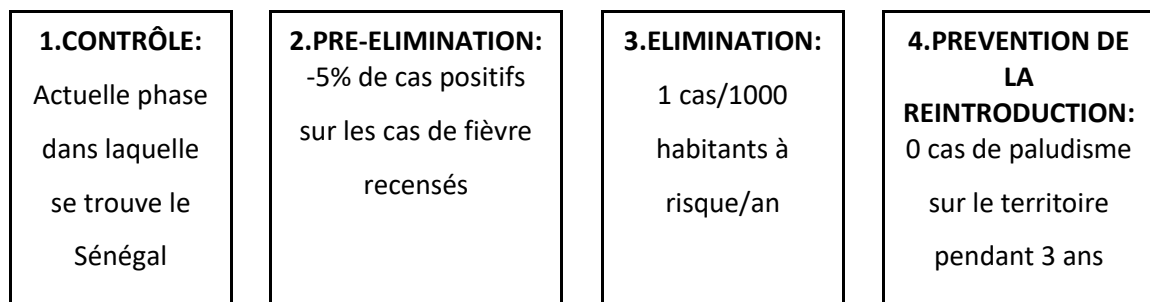 1.CONTRÔLE:
Actuelle phase
dans laquelle
se trouve le
Sénégal
2.PRE-ELIMINATION:
-5% de cas positifs
sur les cas de fièvre
recensés
3.ELIMINATION:
1 cas/1000
habitants à
risque/an
4.PREVENTION DE
LA
REINTRODUCTION:
0 cas de paludisme
sur le territoire
pendant 3 ans